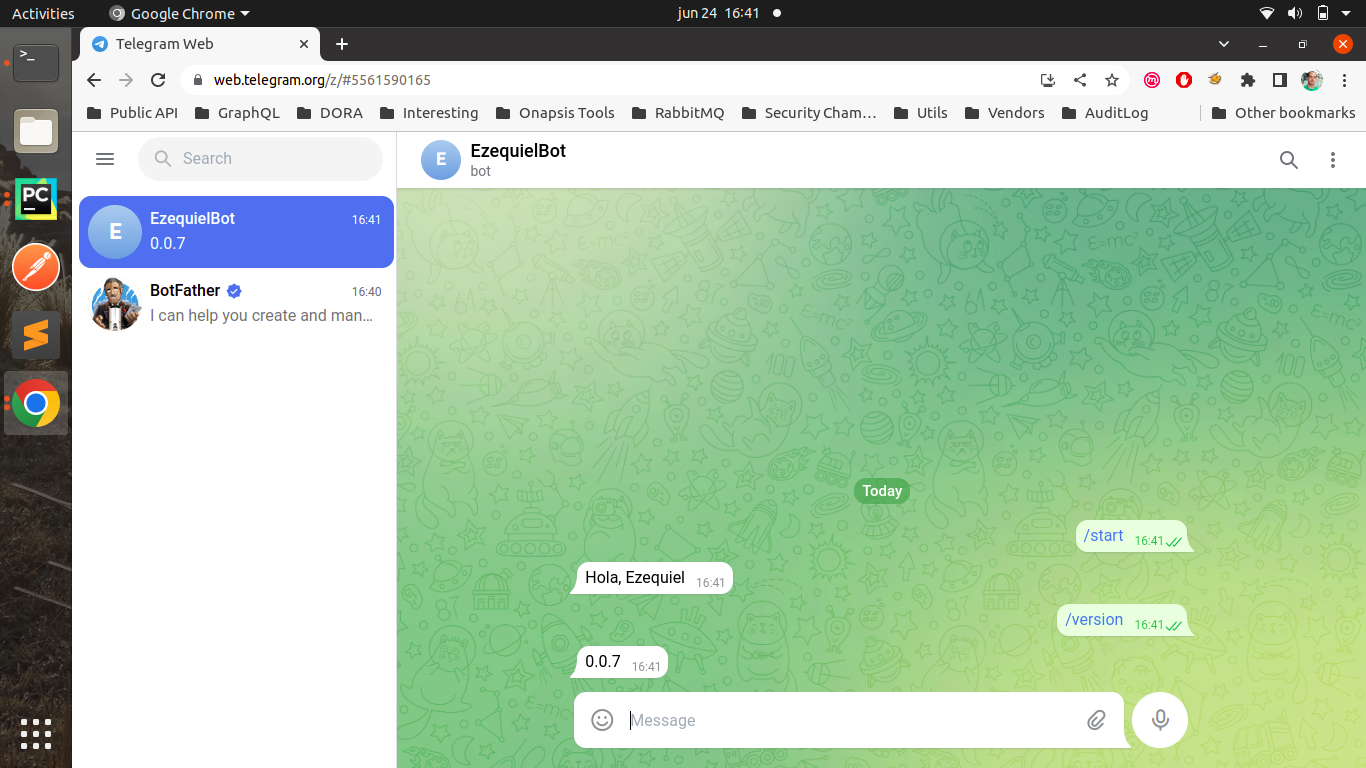 Activities
Google Chrome
jun 24 16:41
Telegram Web
web.telegram.org/z/#5561590165
Public API
GraphQL
DORA
Interesting
Onapsis Tools
RabbitMQ
Security Cham…
Utils
Vendors
AuditLog
Other bookmarks
Search
E
EzequielBot
bot
E
EzequielBot
16:41
0.0.7
BotFather
16:40
I can help you create and man…
Today
/start 16:41
Hola, Ezequiel 16:41
/version 16:41
0.0.7 16:41
Message
>_
PC